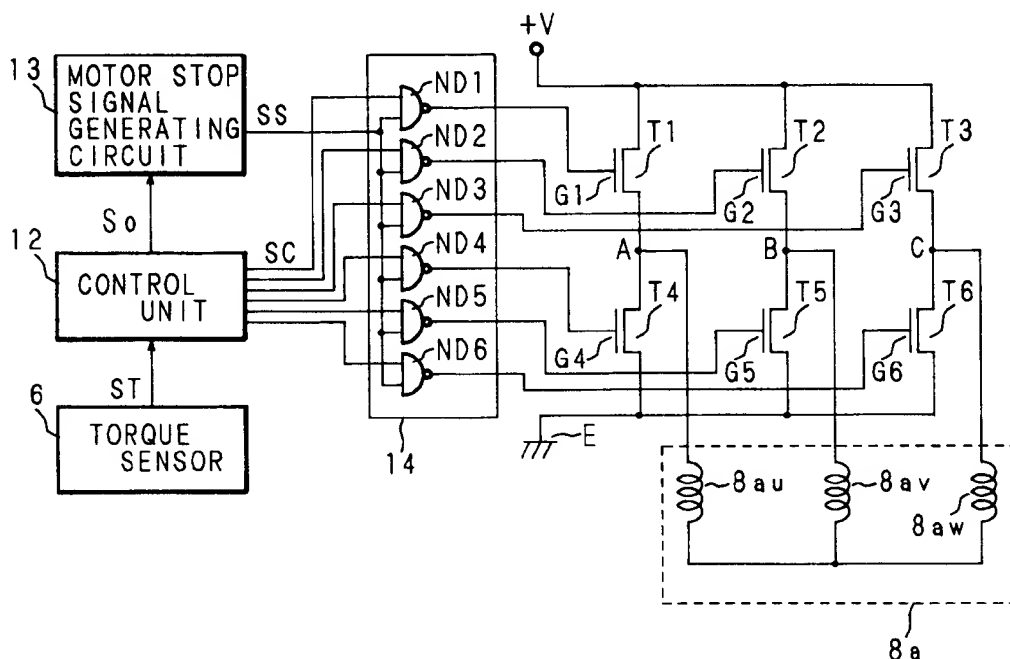 +V
13
MOTOR STOP
SIGNAL
GENERATING
CIRCUIT
SS
ND1
ND2
ND3
ND4
ND5
ND6
T1
T2
T3
G1
G2
G3
So
12
CONTROL
UNIT
SC
A
B
C
T4
T5
T6
G4
G5
G6
ST
6
TORQUE
SENSOR
14
E
8au
8av
8aw
8a